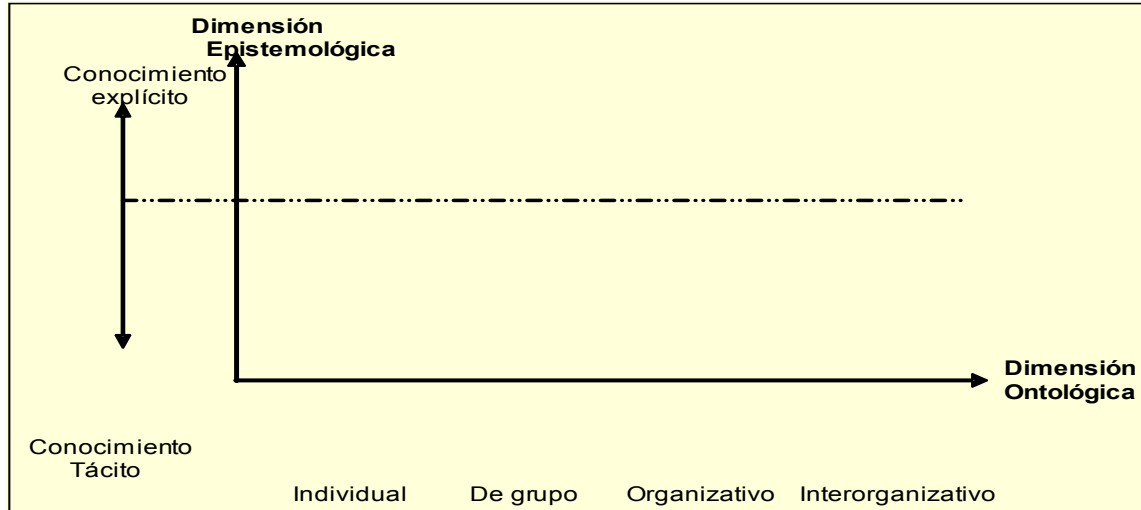 Dimensión
Epistemológica
Conocimiento
explícito
Dimensión
Ontológica
Conocimiento
Tácito
Individual De grupo Organizativo Interorganizativo